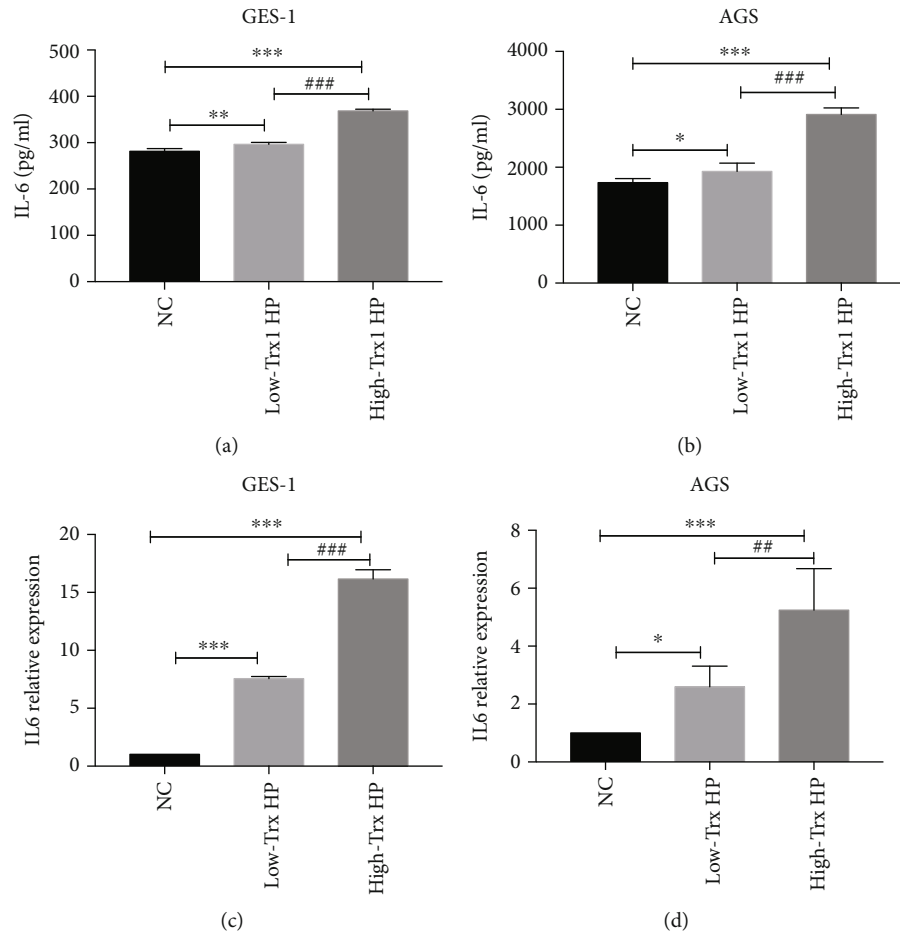 GES-1
500
400
300
200
100
0
IL-6 (pg/ml)
***
###
**
NC
Low-Trx1 HP
High-Trx1 HP
(a)
AGS
4000
3000
2000
1000
0
IL-6 (pg/ml)
***
###
*
NC
Low-Trx1 HP
High-Trx1 HP
(b)
GES-1
20
15
10
5
0
IL6 relative expression
***
###
***
NC
Low-Trx HP
High-Trx HP
(c)
AGS
8
6
4
2
0
IL6 relative expression
***
##
*
NC
Low-Trx HP
High-Trx HP
(d)